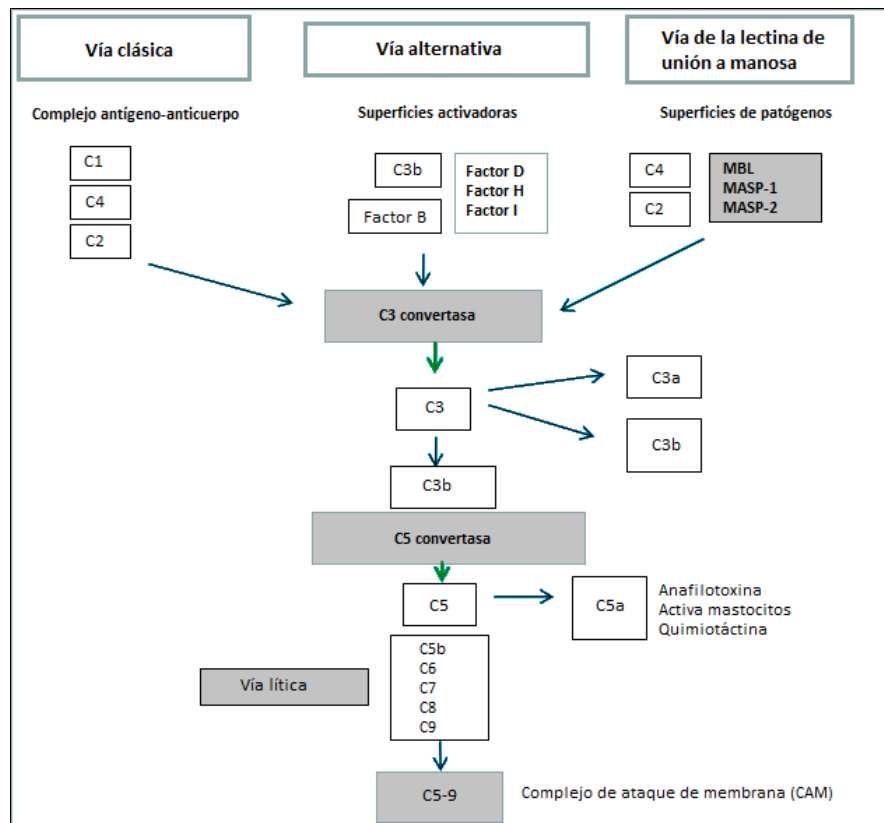 Vía clásica
Vía alternativa
Vía de la lectina de
unión a manosa
Complejo antígeno-anticuerpo
Superficies activadoras
Superficies de patógenos
C1
C4
C2
C3b
Factor B
Factor D
Factor H
Factor I
C4
C2
MBL
MASP-1
MASP-2
C3 convertasa
C3
C3a
C3b
C3b
C5 convertasa
C5
C5a
Anafilotoxina
Activa mastocitos
Quimiotáctina
Vía lítica
C5b
C6
C7
C8
C9
C5-9
Complejo de ataque de membrana (CAM)